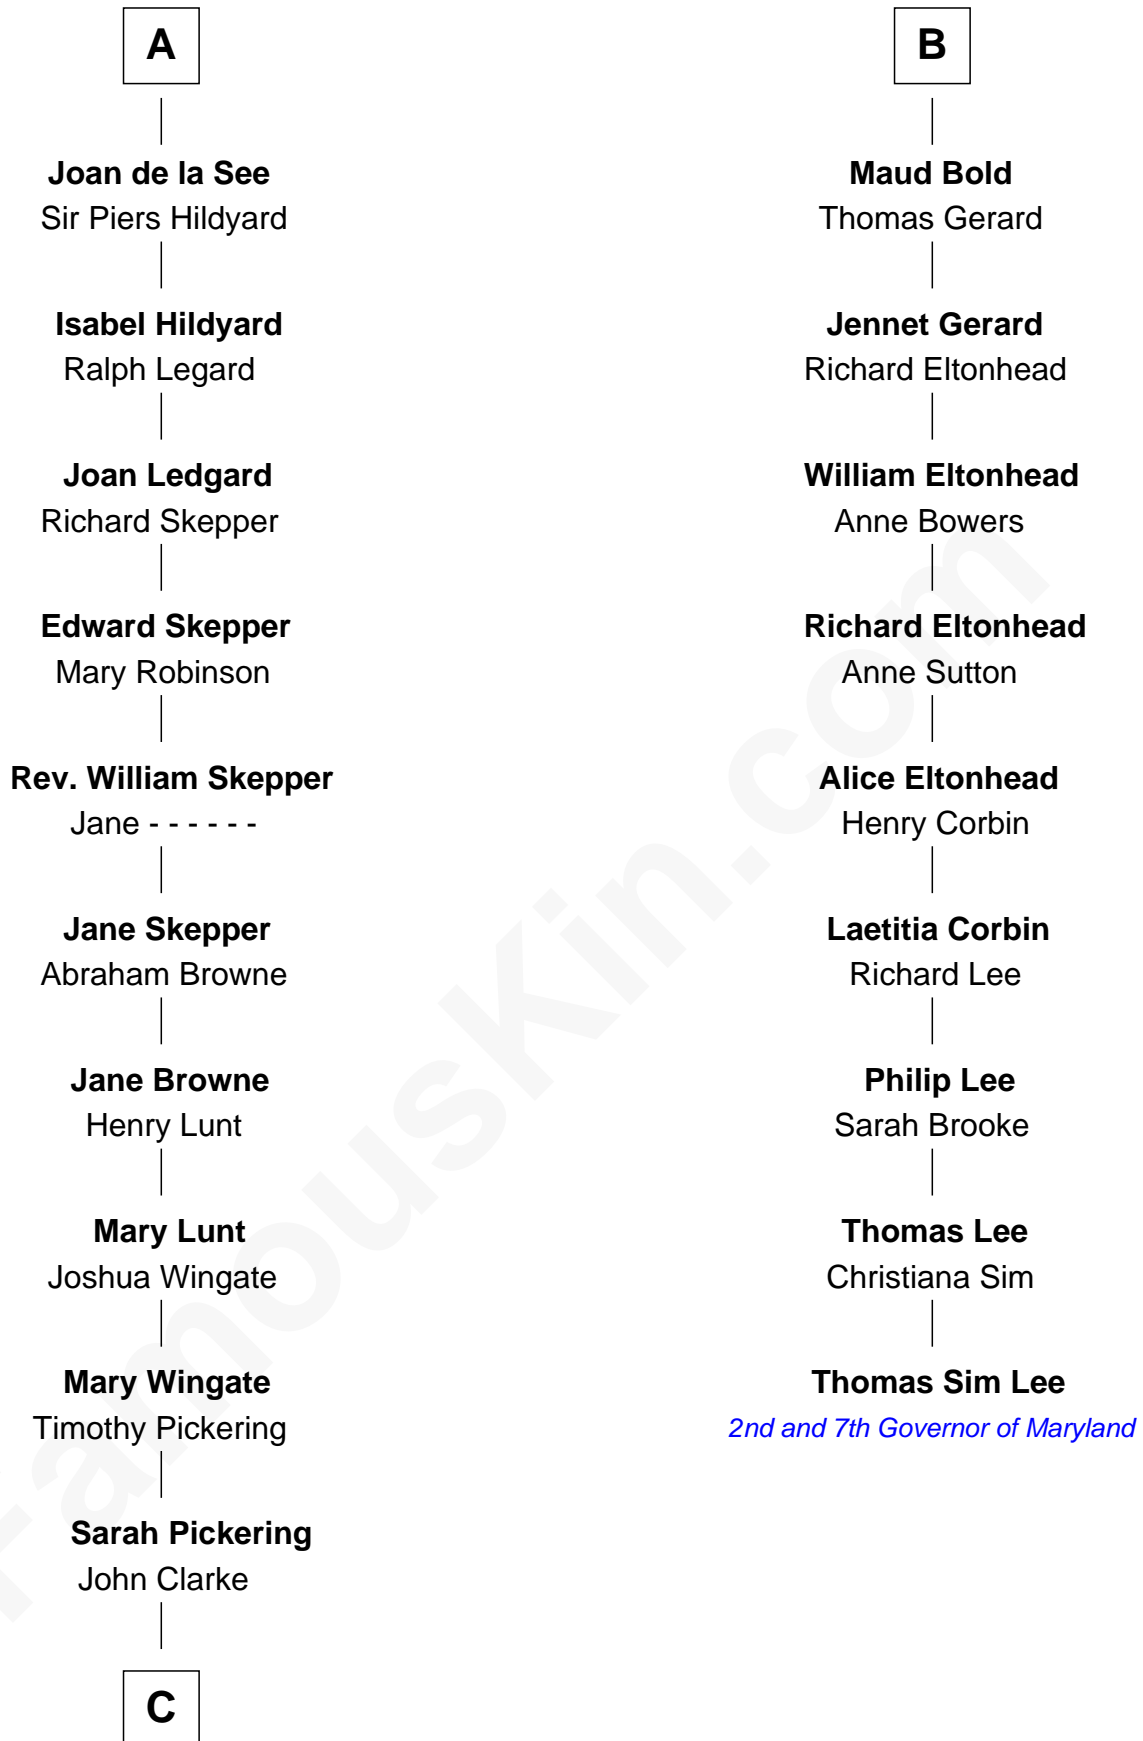 A
Joan de la See
Sir Piers Hildyard
Isabel Hildyard
Ralph Legard
Joan Ledgard
Richard Skepper
Edward Skepper
Mary Robinson
Rev. William Skepper
Jane - - - - - -
Jane Skepper
Abraham Browne
Jane Browne
Henry Lunt
Mary Lunt
Joshua Wingate
Mary Wingate
Timothy Pickering
Sarah Pickering
John Clarke
C
B
Maud Bold
Thomas Gerard
Jennet Gerard
Richard Eltonhead
William Eltonhead
Anne Bowers
Richard Eltonhead
Anne Sutton
Alice Eltonhead
Henry Corbin
Laetitia Corbin
Richard Lee
Philip Lee
Sarah Brooke
Thomas Lee
Christiana Sim
Thomas Sim Lee
2nd and 7th Governor of Maryland
FamousKin.com